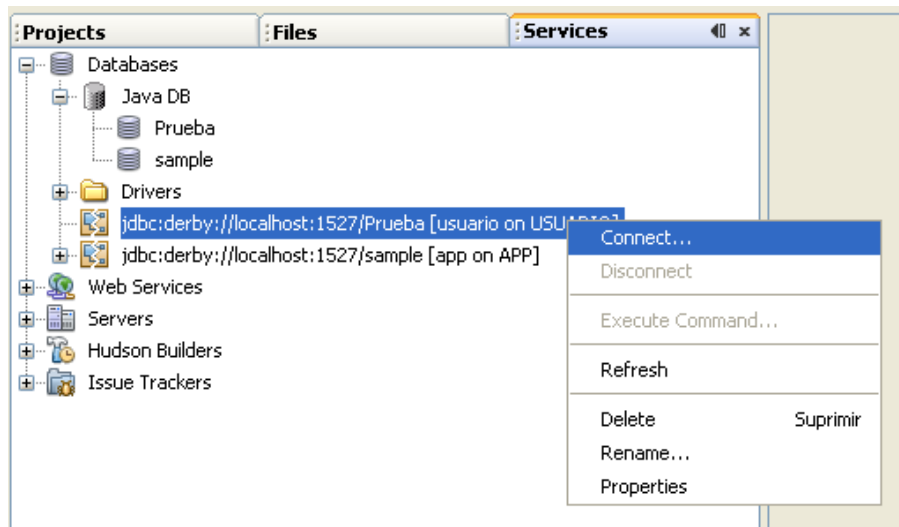 Projects
Files
Services
Databases
Java DB
Prueba
sample
Drivers
jdbc:derby://localhost:1527/Prueba [usuario on USUARIO]
jdbc:derby://localhost:1527/sample [app on APP]
Web Services
Servers
Hudson Builders
Issue Trackers
Connect...
Disconnect
Execute Command...
Refresh
Delete Suprimir
Rename...
Properties